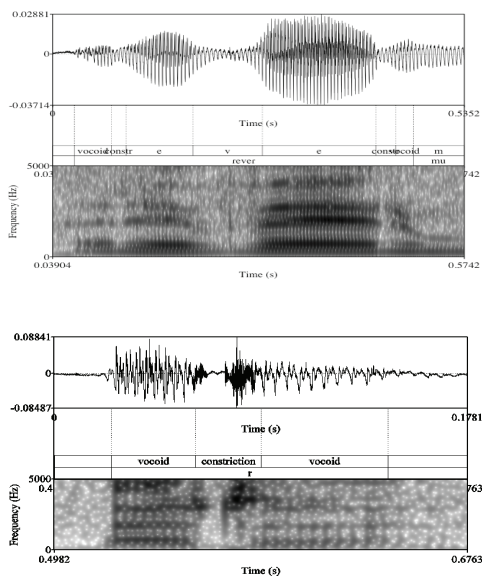 0.02881
0
-0.03714
0 0.5352
Time (s)
vocoid constr e v e constr vocoid m
rever mu
5000
0.03 742
Frequency (Hz)
0
0.03904 0.5742
Time (s)
0.08841
0
-0.08487
0 0.1781
Time (s)
vocoid constriction vocoid
r
5000
0.4 763
Frequency (Hz)
0
0.4982 0.6763
Time (s)